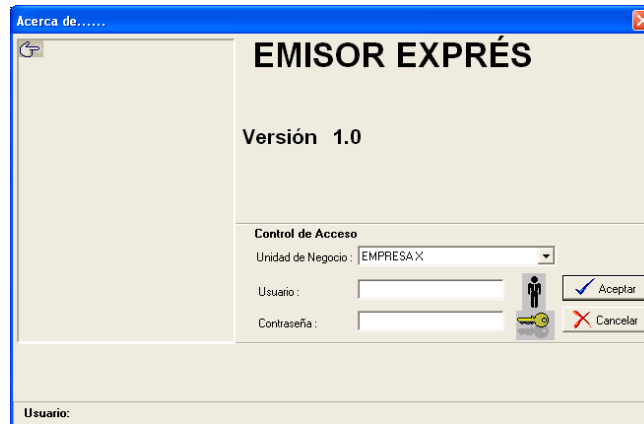 Acerca de......
EMISOR EXPRÉS
Versión 1.0
Control de Acceso
Unidad de Negocio : EMPRESA X
Usuario :
Aceptar
Contraseña :
Cancelar
Usuario: